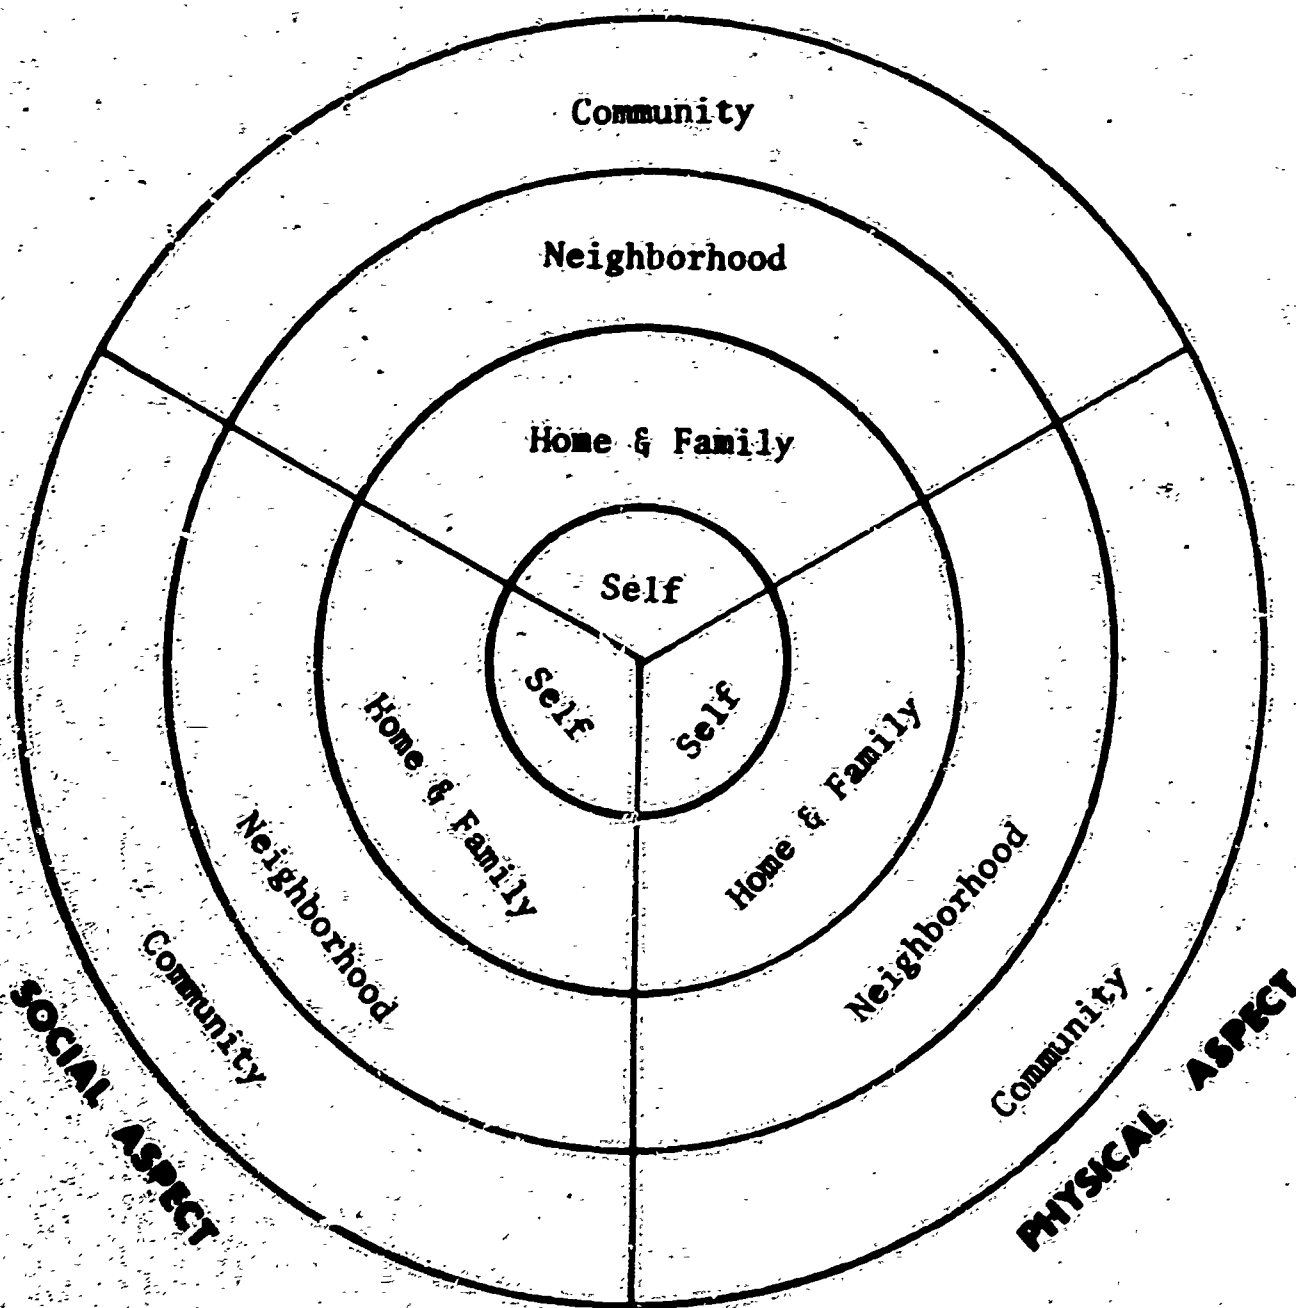 Community
Neighborhood
Home & Family
Self
Self
Self
Home & Family
Home & Family
Neighborhood
Neighborhood
Community
Community
SOCIAL ASPECT
PHYSICAL ASPECT